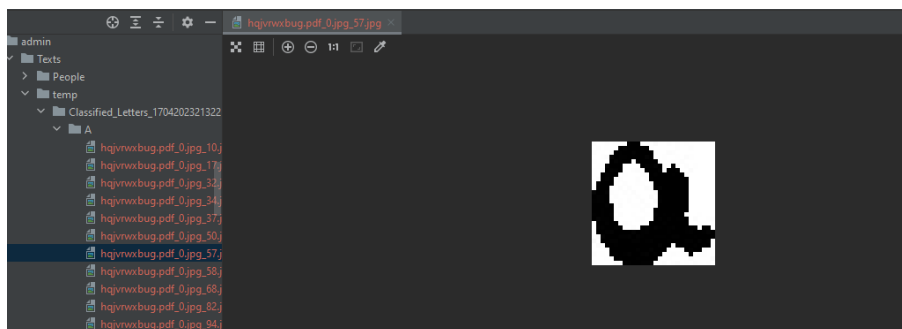 hqjvrwxbug.pdf_0.jpg_57.jpg
admin
Texts
1:1
People
temp
Classified_Letters_1704202321322
A
hqjvrwxbug.pdf_0.jpg_10.j
hqjvrwxbug.pdf_0.jpg_17.j
hqjvrwxbug.pdf_0.jpg_32.j
hqjvrwxbug.pdf_0.jpg_34.j
hqjvrwxbug.pdf_0.jpg_37.j
hqjvrwxbug.pdf_0.jpg_50.j
hqjvrwxbug.pdf_0.jpg_57.j
hqjvrwxbug.pdf_0.jpg_58.j
hqjvrwxbug.pdf_0.jpg_68.j
hqjvrwxbug.pdf_0.jpg_82.j
hqjvrwxbug.pdf_0.jpg_94.j
a